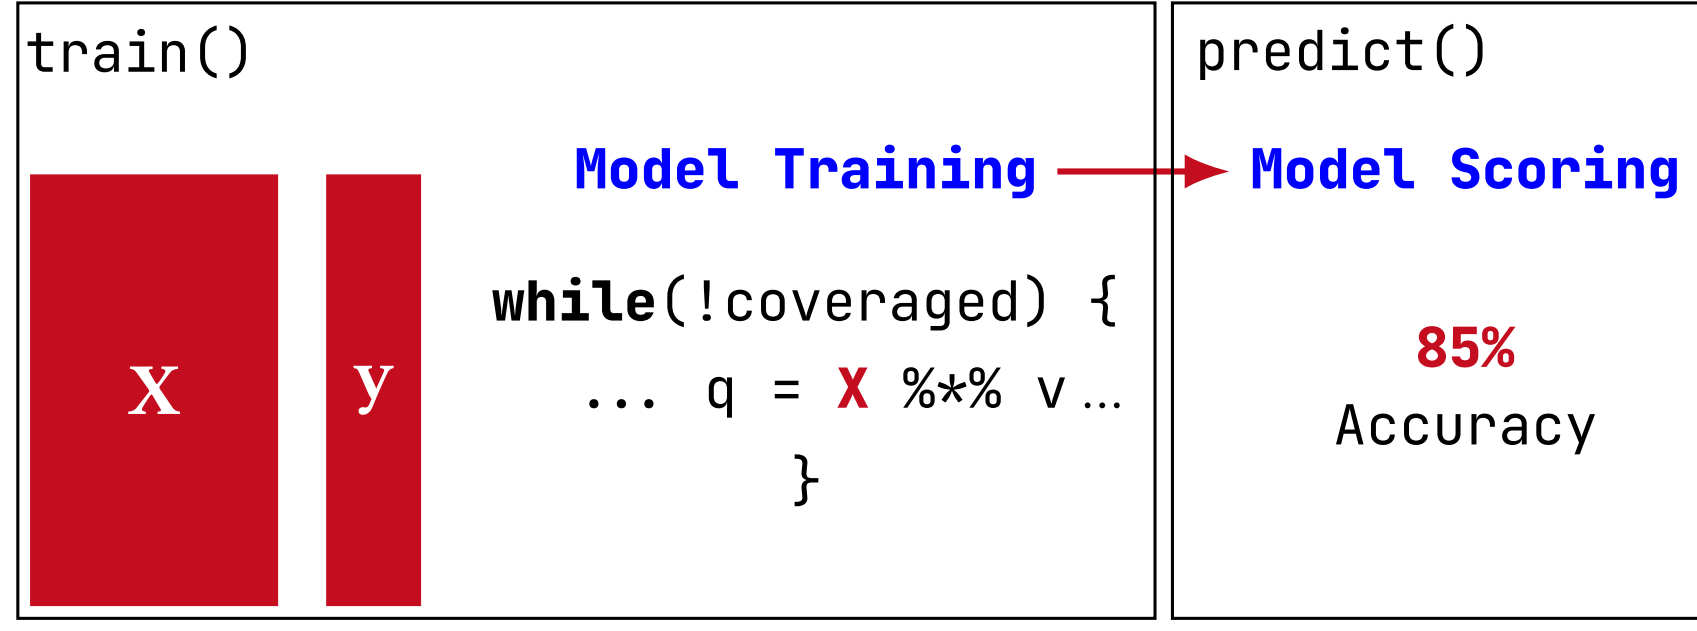 train()
X
y
Model Training
while(!coveraged) {
... q = X %*% v ...
}
predict()
Model Scoring
85%
Accuracy